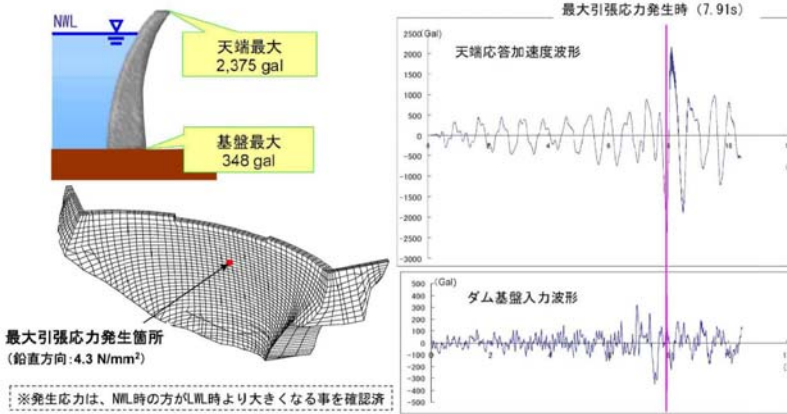 NWL
天端最大
2,375 gal
基盤最大
348 gal
最大引張応力発生箇所
(鉛直方向:4.3 N/mm²)
※発生応力は、NWL時の方がLWL時より大きくなる事を確認済
最大引張応力発生時 (7.91s)
(Gal)
天端応答加速度波形
2500
2000
1500
1000
500
0
-500
-1000
-1500
-2000
-2500
-3000
(Gal)
ダム基盤入力波形
500
400
300
200
100
0
-100
-200
-300
-400
-500